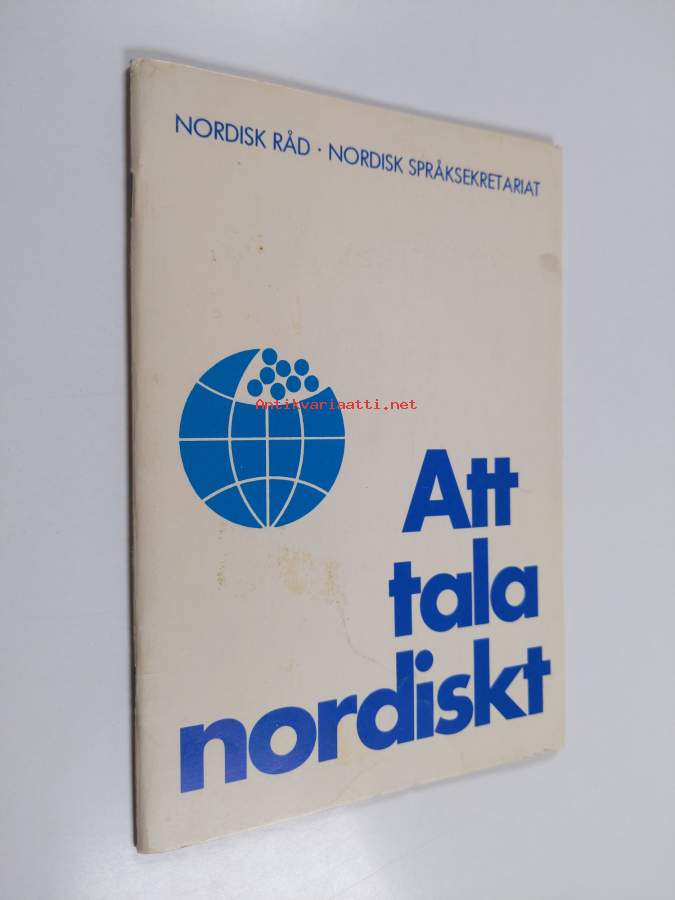 NORDISK RÅD · NORDISK SPRÅKSEKRETARIAT
Antikvariaatti.net
Att
tala
nordiskt